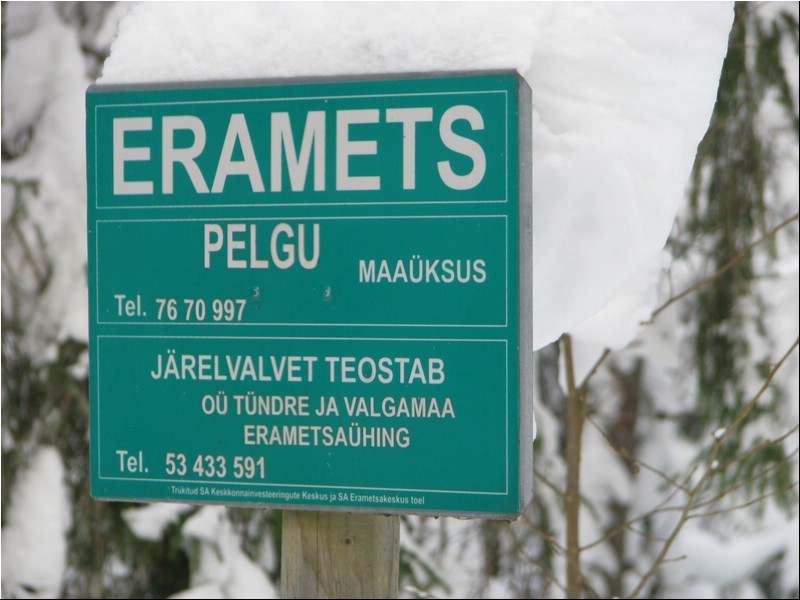 ERAMETS
PELGU MAAÜKSUS
Tel. 76 70 997
JÄRELVALVET TEOSTAB
OÜ TÜNDRE JA VALGAMAA
ERAMETSAÜHING
Tel. 53 433 591
Trükitud SA Keskkonnainvesteeringute Keskus ja SA Erametsakeskus toel